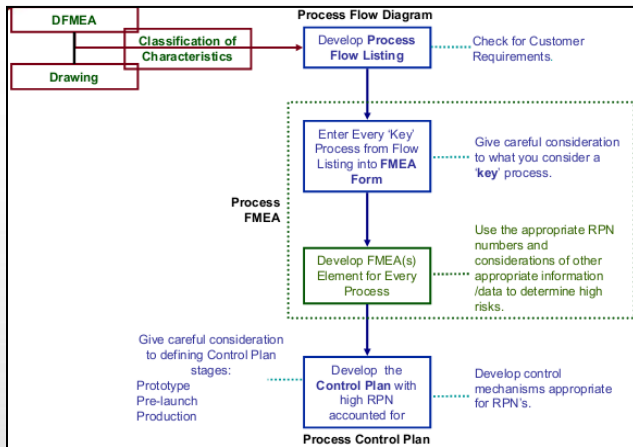 Process Flow Diagram
DFMEA
Classification of
Characteristics
Drawing
Develop Process
Flow Listing
Check for Customer
Requirements.
Enter Every ‘Key’
Process from Flow
Listing into FMEA
Form
Give careful consideration
to what you consider a
‘key’ process.
Process
FMEA
Develop FMEA(s)
Element for Every
Process
Use the appropriate RPN
numbers and
considerations of other
appropriate information
/data to determine high
risks.
Give careful consideration
to defining Control Plan
stages:
Prototype
Pre-launch
Production
Develop the
Control Plan with
high RPN
accounted for
Develop control
mechanisms appropriate
for RPN’s.
Process Control Plan